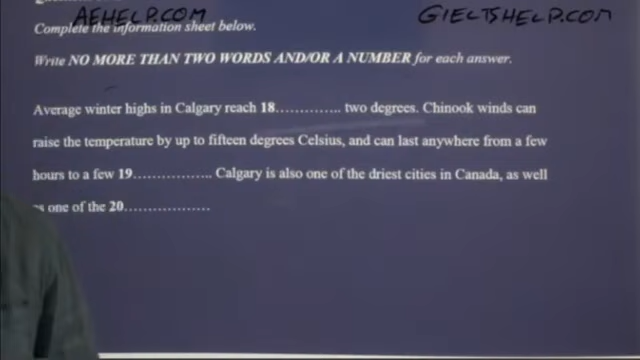 AEHELP.COM GIELTSHELP.COM
Complete the information sheet below.
Write NO MORE THAN TWO WORDS AND/OR A NUMBER for each answer.
Average winter highs in Calgary reach 18............. two degrees. Chinook winds can
raise the temperature by up to fifteen degrees Celsius, and can last anywhere from a few
hours to a few 19................ Calgary is also one of the driest cities in Canada, as well
as one of the 20.................